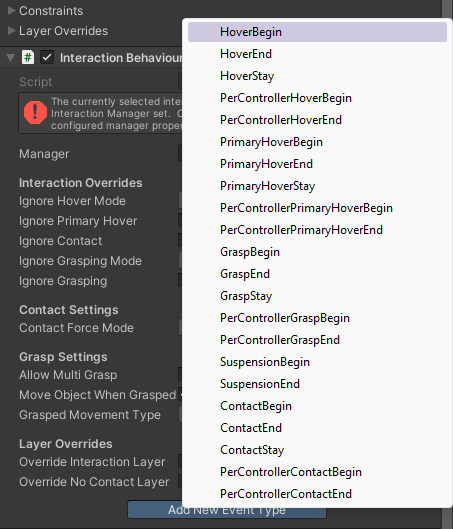 Constraints
Layer Overrides
# Interaction Behaviour
Script
The currently selected inte
Interaction Manager set. C
configured manager prope
Manager
Interaction Overrides
Ignore Hover Mode
Ignore Primary Hover
Ignore Contact
Ignore Grasping Mode
Ignore Grasping
Contact Settings
Contact Force Mode
Grasp Settings
Allow Multi Grasp
Move Object When Grasped
Grasped Movement Type
Layer Overrides
Override Interaction Layer
Override No Contact Layer
Add New Event Type
HoverBegin
HoverEnd
HoverStay
PerControllerHoverBegin
PerControllerHoverEnd
PrimaryHoverBegin
PrimaryHoverEnd
PrimaryHoverStay
PerControllerPrimaryHoverBegin
PerControllerPrimaryHoverEnd
GraspBegin
GraspEnd
GraspStay
PerControllerGraspBegin
PerControllerGraspEnd
SuspensionBegin
SuspensionEnd
ContactBegin
ContactEnd
ContactStay
PerControllerContactBegin
PerControllerContactEnd